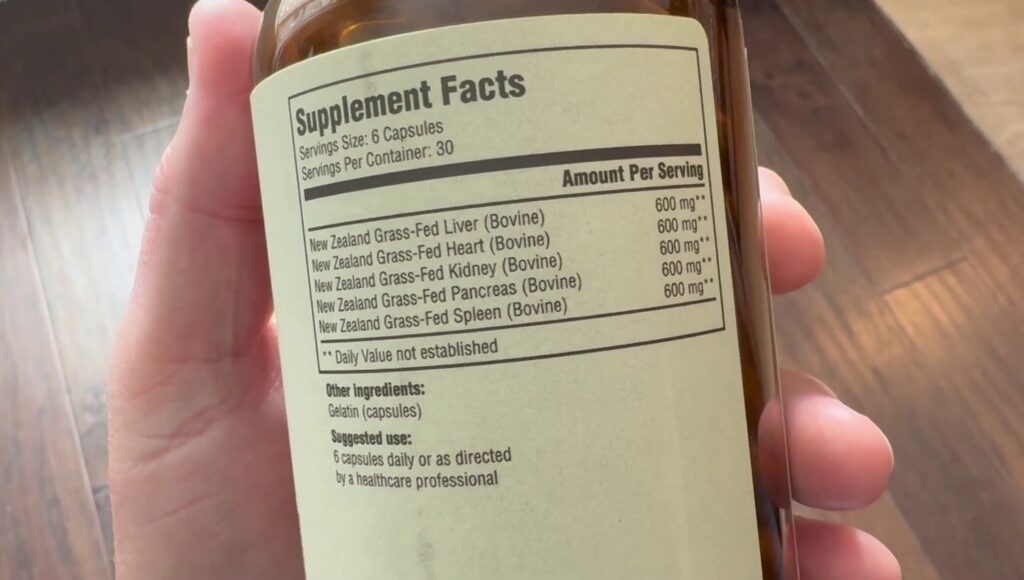 Supplement Facts
Servings Size: 6 Capsules
Servings Per Container: 30
Amount Per Serving
New Zealand Grass-Fed Liver (Bovine) 600 mg**
New Zealand Grass-Fed Heart (Bovine) 600 mg**
New Zealand Grass-Fed Kidney (Bovine) 600 mg**
New Zealand Grass-Fed Pancreas (Bovine) 600 mg**
New Zealand Grass-Fed Spleen (Bovine) 600 mg**
** Daily Value not established
Other ingredients:
Gelatin (capsules)
Suggested use:
6 capsules daily or as directed
by a healthcare professional